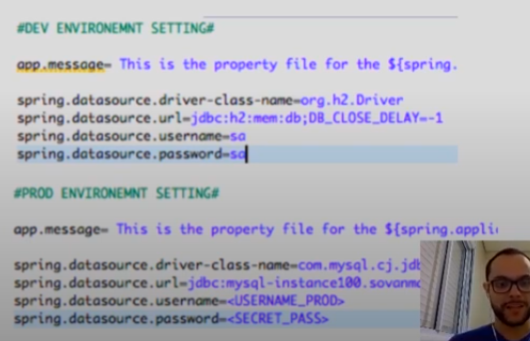 #DEV ENVIRONEMNT SETTING#
app.message= This is the property file for the ${spring.
spring.datasource.driver-class-name=org.h2.Driver
spring.datasource.url=jdbc:h2:mem:db;DB_CLOSE_DELAY=-1
spring.datasource.username=sa
spring.datasource.password=sa
#PROD ENVIRONEMNT SETTING#
app.message= This is the property file for the ${spring.appli
spring.datasource.driver-class-name=com.mysql.cj.jdb
spring.datasource.url=jdbc:mysql-instance100.sovanm
spring.datasource.username=<USERNAME_PROD>
spring.datasource.password=<SECRET_PASS>